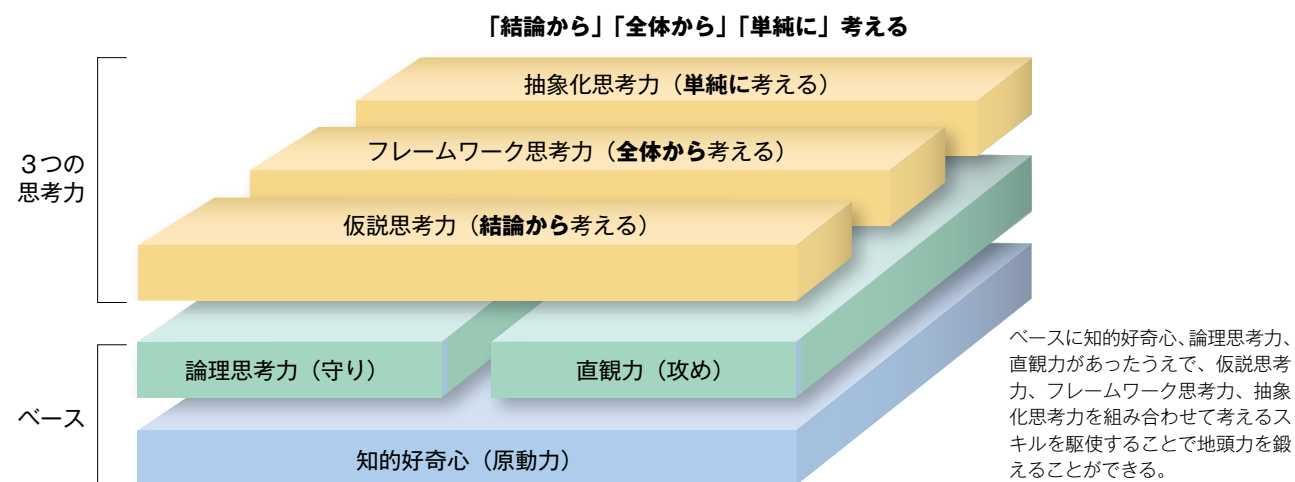 「結論から」「全体から」「単純に」考える
抽象化思考力（単純に考える）
フレームワーク思考力（全体から考える）
仮説思考力（結論から考える）
3つの
思考力
論理思考力（守り）
直観力（攻め）
ベース
知的好奇心（原動力）
ベースに知的好奇心、論理思考力、
直観力があったうえで、仮説思考
力、フレームワーク思考力、抽象
化思考力を組み合わせて考えるス
キルを駆使することで地頭力を鍛
えることができる。